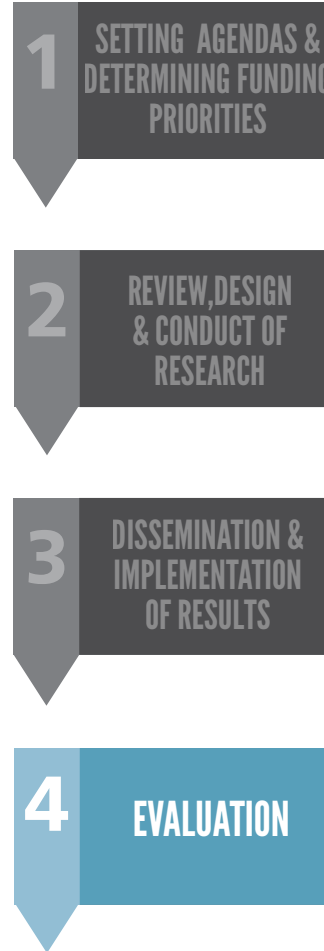 1
SETTING AGENDAS &
DETERMINING FUNDING
PRIORITIES
2
REVIEW,DESIGN
& CONDUCT OF
RESEARCH
3
DISSEMINATION &
IMPLEMENTATION
OF RESULTS
4
EVALUATION